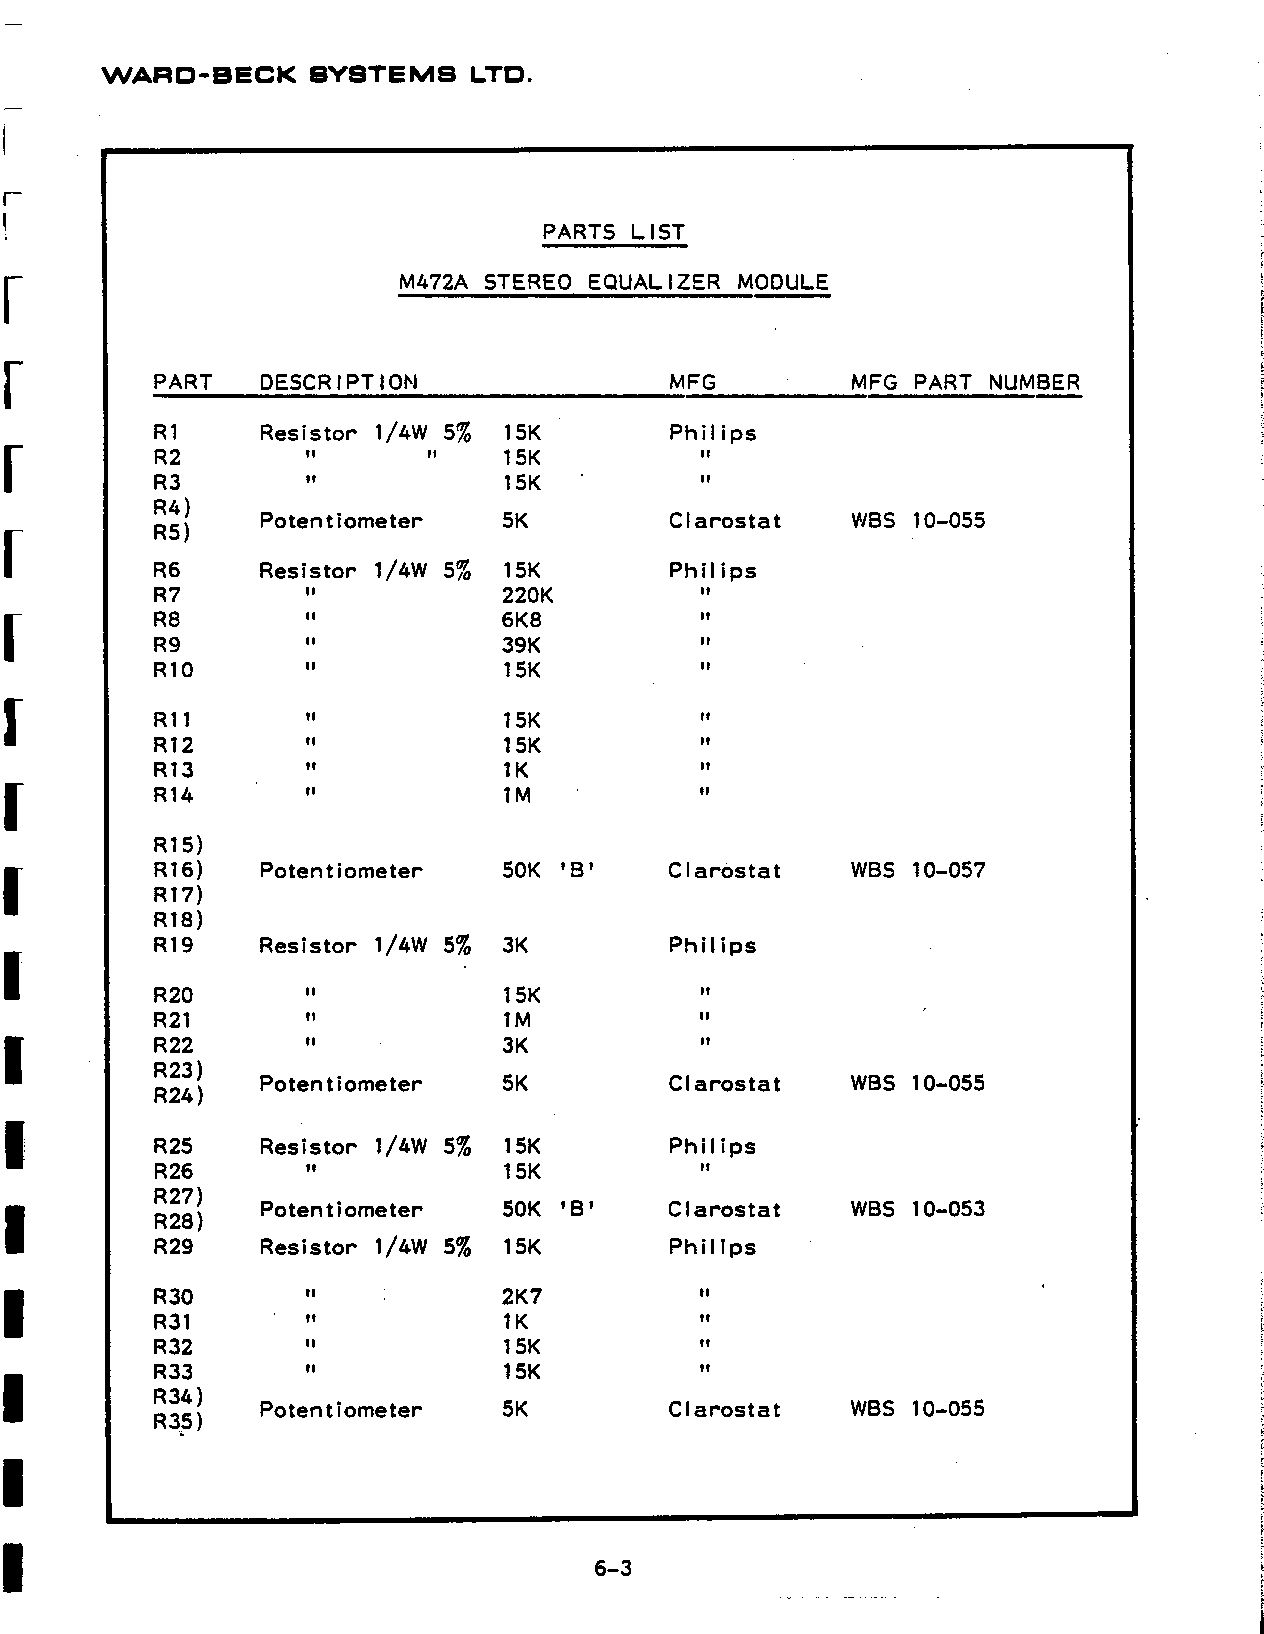 WARD-BECK SYSTEMS LTD.
PARTS LIST
M472A STEREO EQUALIZER MODULE
PART DESCRIPTION MFG MFG PART NUMBER
R1 Resistor 1/4W 5% 15K Philips
R2 " " 15K "
R3 " 15K "
R4)
Potentiometer 5K Clarostat WBS 10-055
R5)
R6 Resistor 1/4W 5% 15K Philips
R7 " 220K "
R8 " 6K8 "
R9 " 39K "
R10 " 15K "
R11 " 15K "
R12 " 15K "
R13 " 1K "
R14 " 1M "
R15)
R16) Potentiometer 50K 'B' Clarostat WBS 10-057
R17)
R18)
R19 Resistor 1/4W 5% 3K Philips
R20 " 15K "
R21 " 1M "
R22 " 3K "
R23)
Potentiometer 5K Clarostat WBS 10-055
R24)
R25 Resistor 1/4W 5% 15K Philips
R26 " 15K "
R27)
Potentiometer 50K 'B' Clarostat WBS 10-053
R28)
R29 Resistor 1/4W 5% 15K Philips
R30 " 2K7 "
R31 " 1K "
R32 " 15K "
R33 " 15K "
R34)
Potentiometer 5K Clarostat WBS 10-055
R35)
6-3